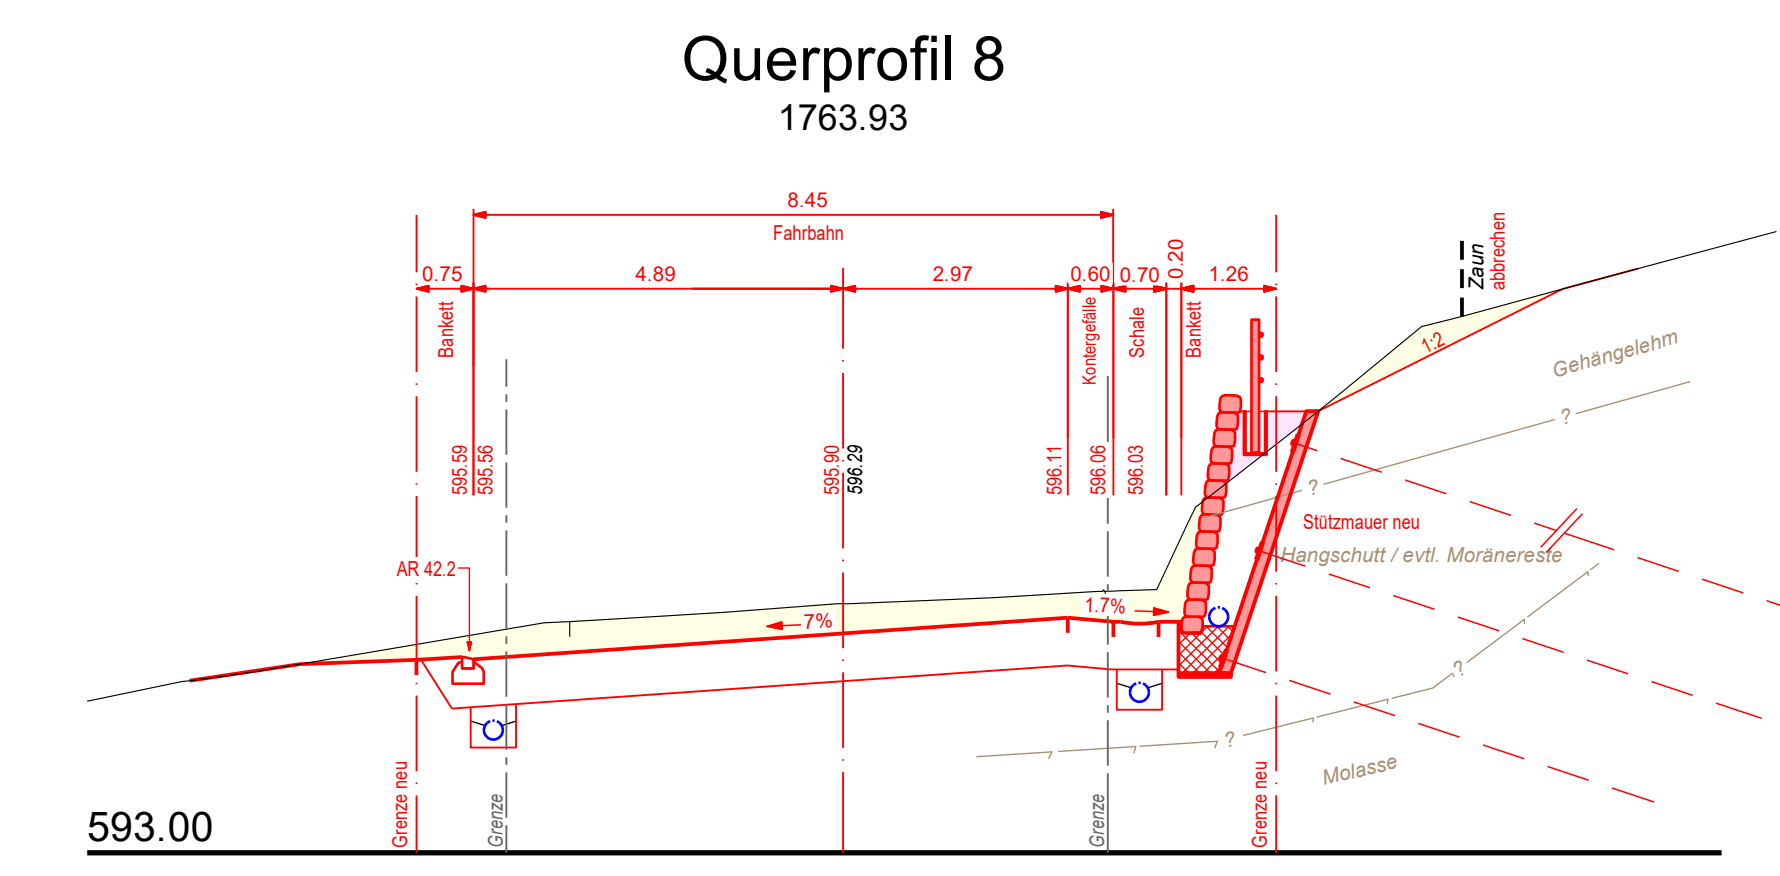 Querprofil 8
1763.93
8.45
Fahrbahn
0.75
4.89
2.97
0.60
0.70
0.20
1.26
Bankett
Kontergefälle
Schale
Bankett
Zaun
abbrechen
1:2
Gehängelehm
?
?
595.59
595.56
595.90
596.29
596.11
596.06
596.03
Stützmauer neu
Hangschutt / evtl. Moränereste
AR 42.2
7%
1.7%
?
?
Molasse
Grenze neu
Grenze
Grenze
Grenze neu
593.00